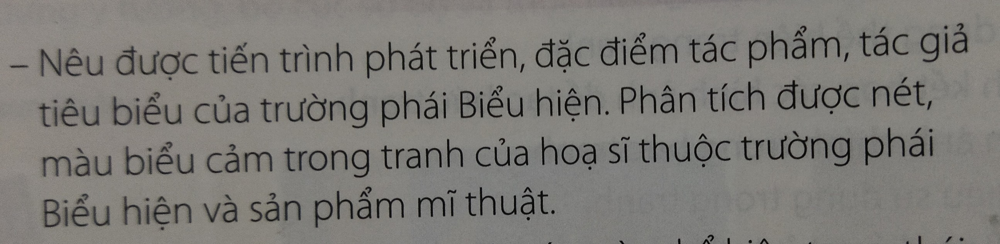 – Nêu được tiến trình phát triển, đặc điểm tác phẩm, tác giả
tiêu biểu của trường phái Biểu hiện. Phân tích được nét,
màu biểu cảm trong tranh của hoạ sĩ thuộc trường phái
Biểu hiện và sản phẩm mĩ thuật.